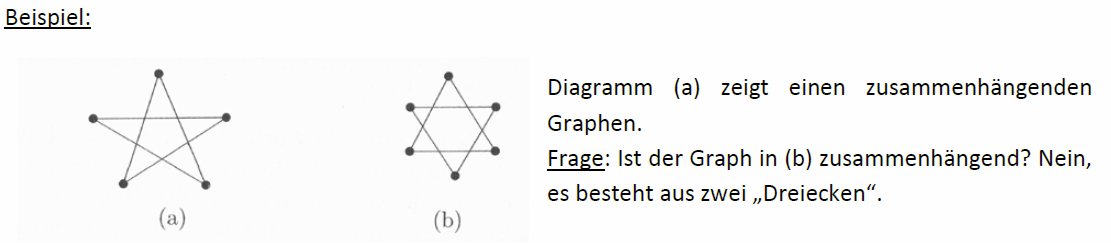 Beispiel:
Diagramm (a) zeigt einen zusammenhängenden
Graphen.
Frage: Ist der Graph in (b) zusammenhängend? Nein,
es besteht aus zwei „Dreiecken“.
(a)
(b)